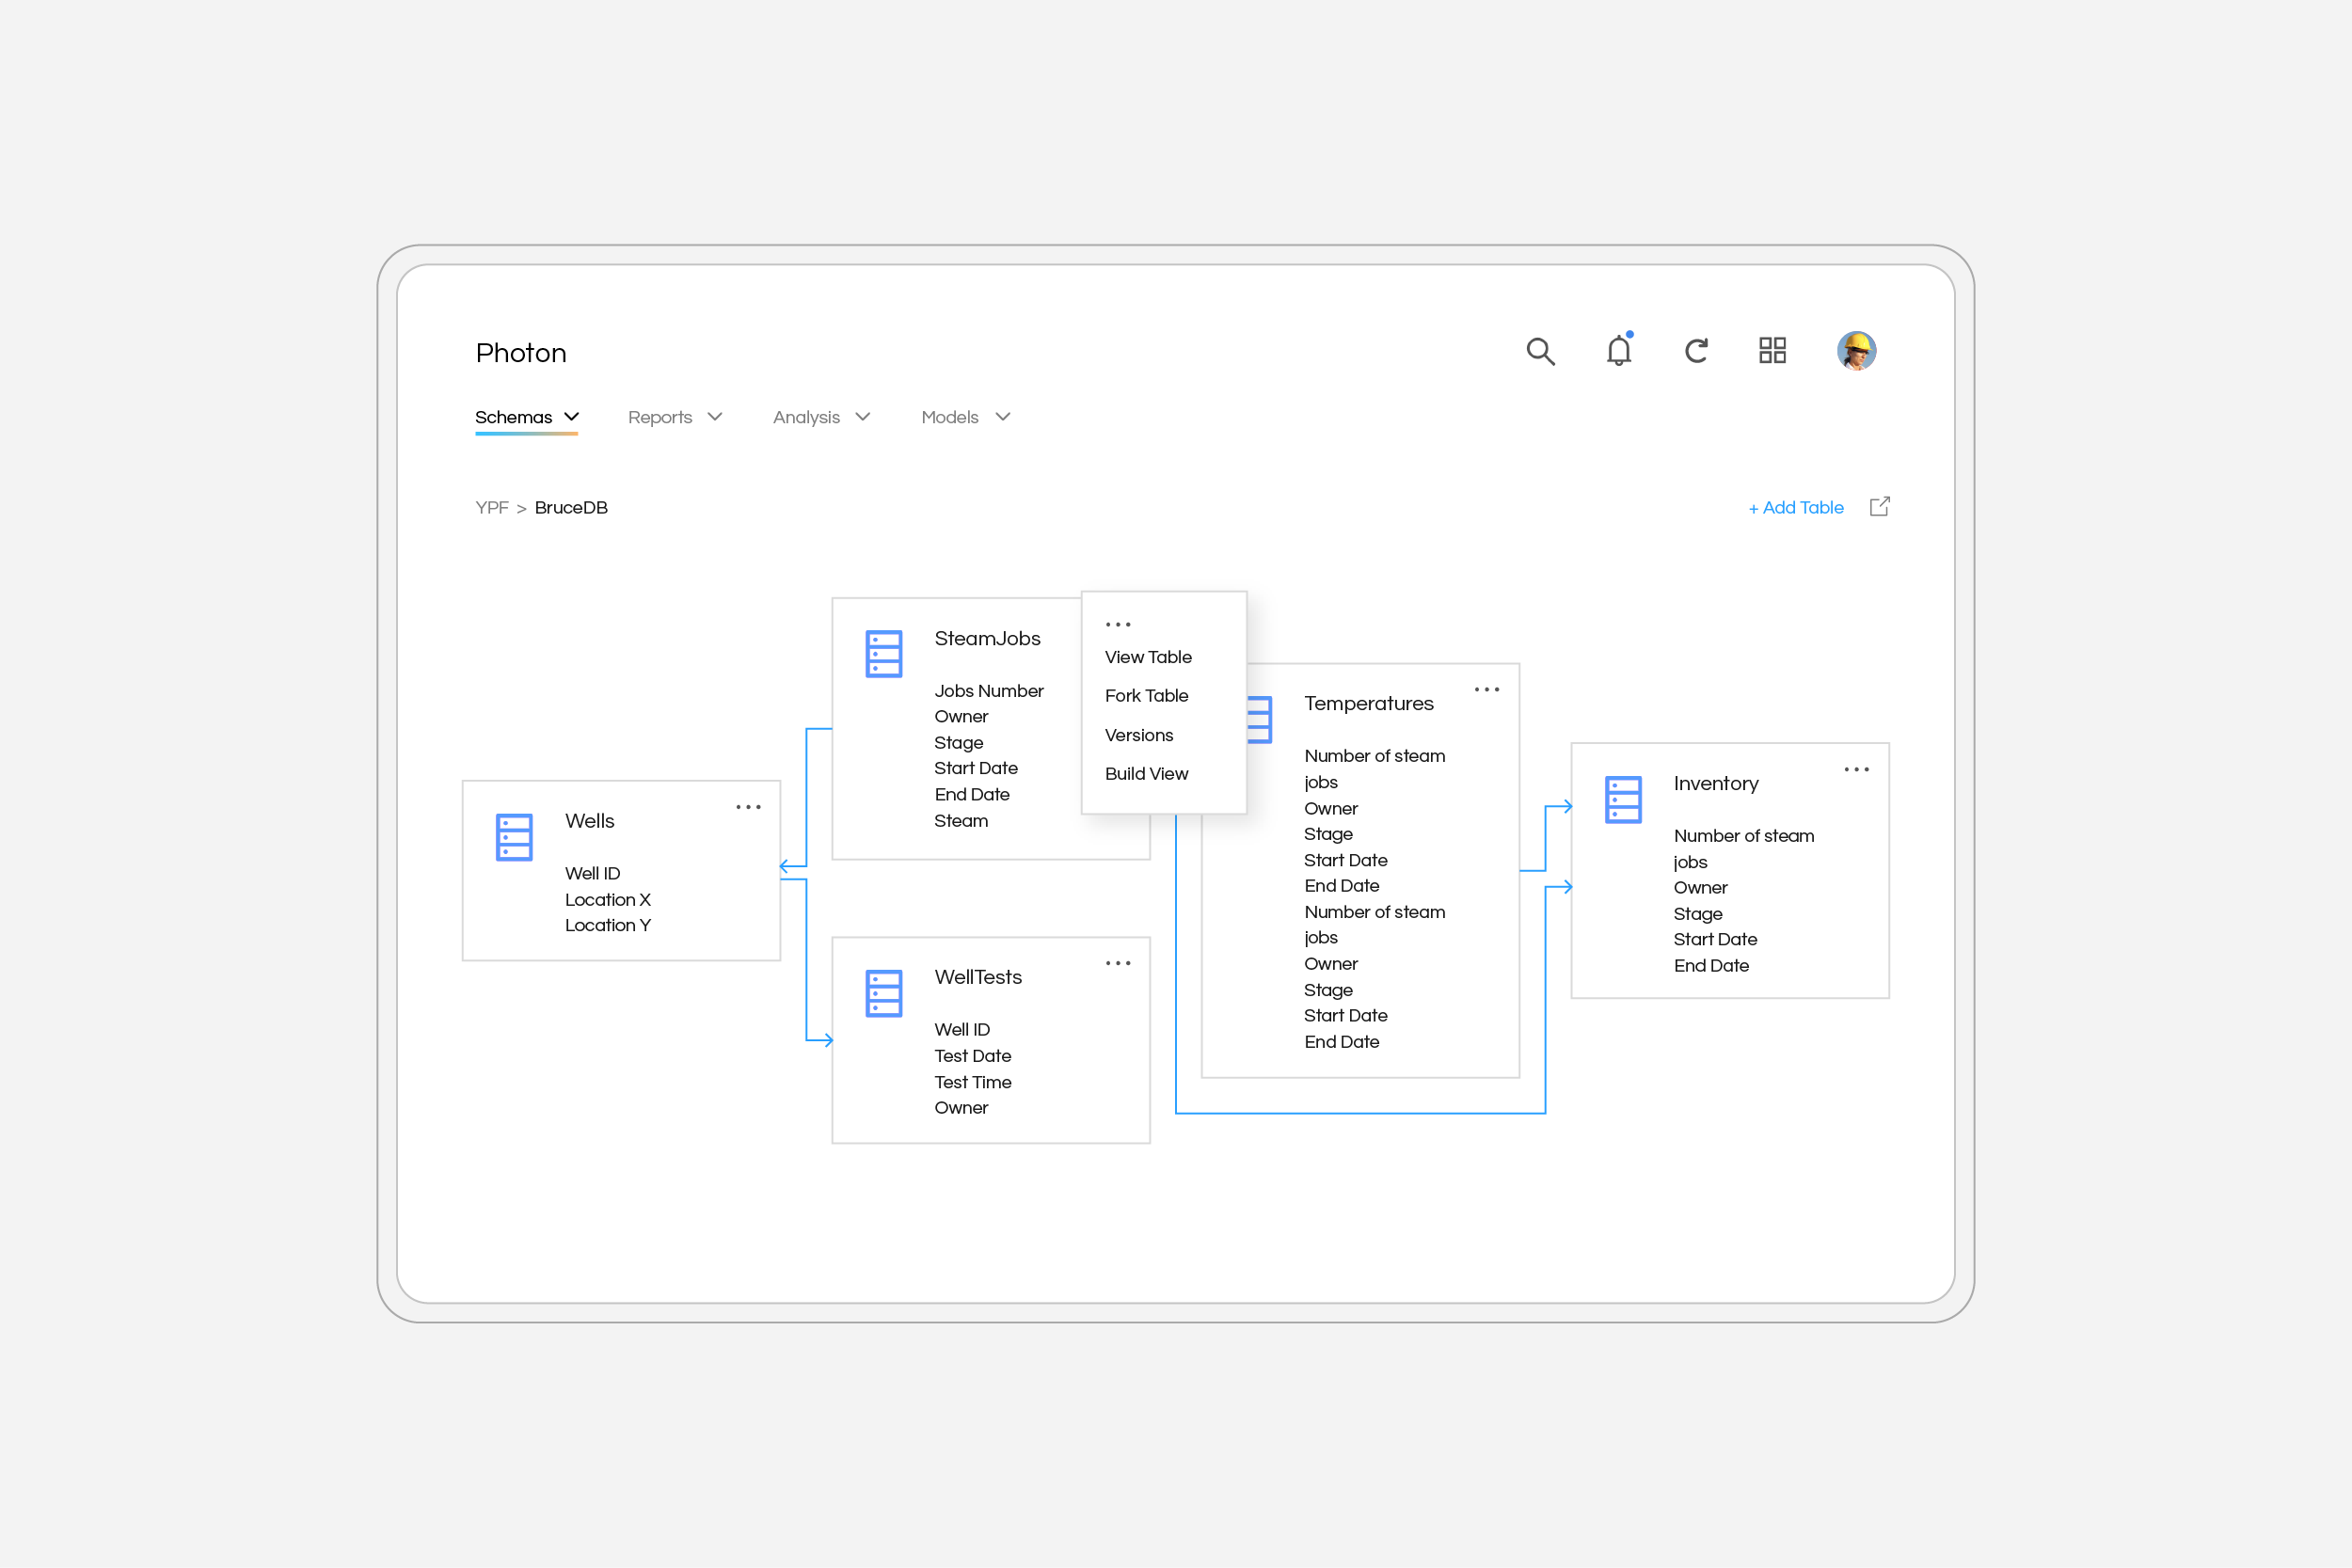 Photon
Schemas
Reports
Analysis
Models
YPF > BruceDB
+ Add Table
SteamJobs
Jobs Number
Owner
Stage
Start Date
End Date
Steam
View Table
Fork Table
Versions
Build View
Temperatures
Number of steam
jobs
Owner
Stage
Start Date
End Date
Number of steam
jobs
Owner
Stage
Start Date
End Date
Inventory
Number of steam
jobs
Owner
Stage
Start Date
End Date
Wells
Well ID
Location X
Location Y
WellTests
Well ID
Test Date
Test Time
Owner